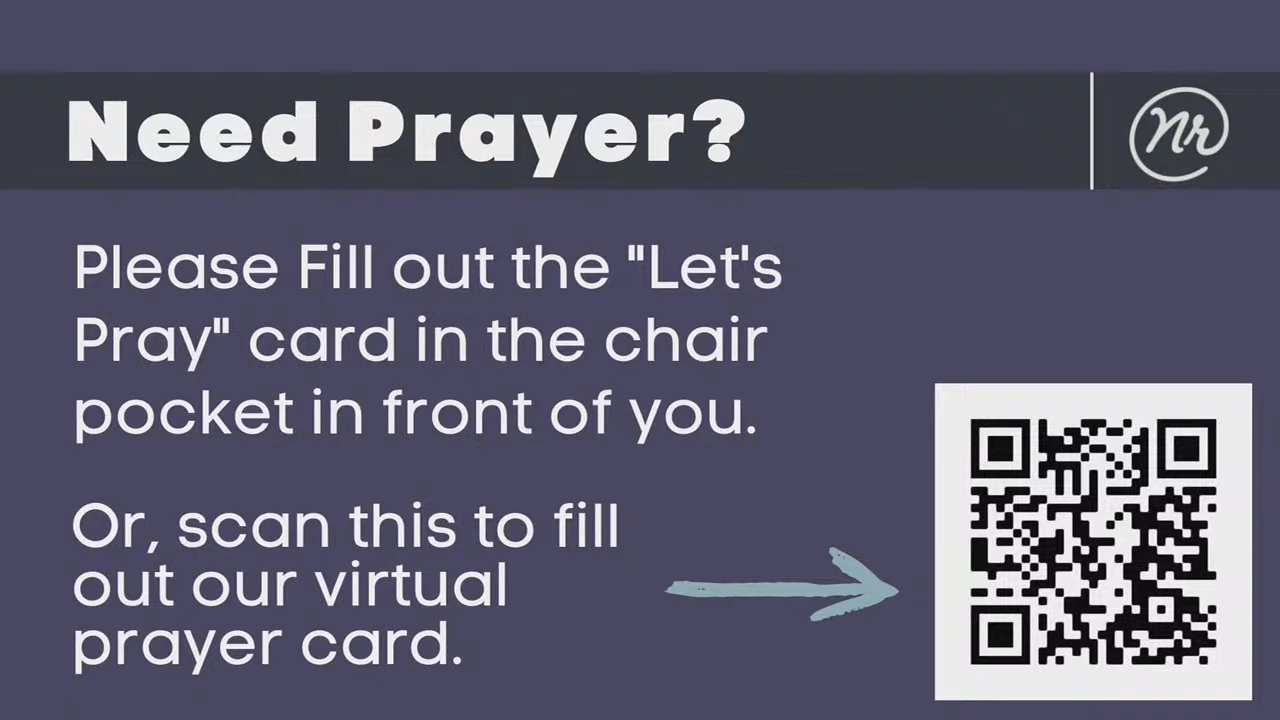 Need Prayer?
nr
Please Fill out the "Let's
Pray" card in the chair
pocket in front of you.
Or, scan this to fill
out our virtual
prayer card.